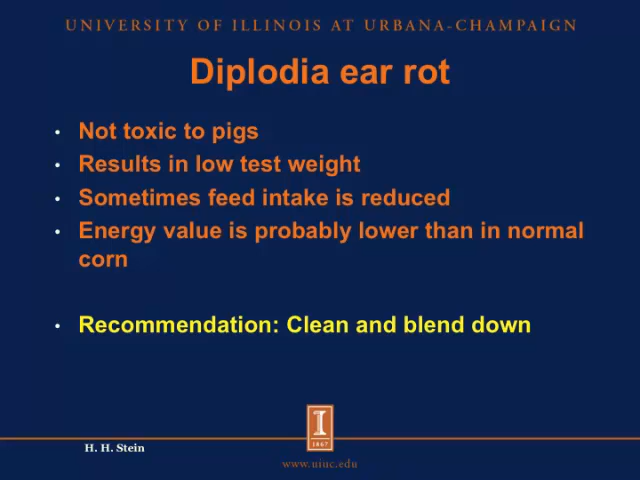 UNIVERSITY OF ILLINOIS AT URBANA-CHAMPAIGN
Diplodia ear rot
• Not toxic to pigs
• Results in low test weight
• Sometimes feed intake is reduced
• Energy value is probably lower than in normal
corn
• Recommendation: Clean and blend down
I
1867
H. H. Stein
www.uiuc.edu